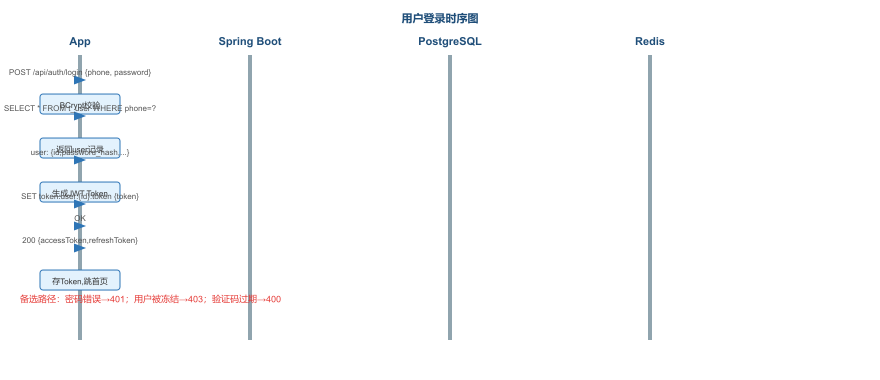 用户登录时序图
App Spring Boot PostgreSQL Redis
POST /api/auth/login {phone, password}
BCrypt校验
SELECT * FROM t_user WHERE phone=?
返回user记录
user: {id,password_hash,...}
生成JWT Token
SET token:user:{id}:token {token}
OK
200 {accessToken,refreshToken}
存Token,跳首页
备选路径：密码错误→401；用户被冻结→403；验证码过期→400